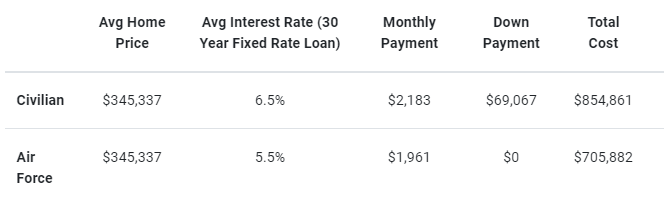 Avg Home Avg Interest Rate (30 Monthly Down Total
Price Year Fixed Rate Loan) Payment Payment Cost
Civilian $345,337 6.5% $2,183 $69,067 $854,861
Air $345,337 5.5% $1,961 $0 $705,882
Force